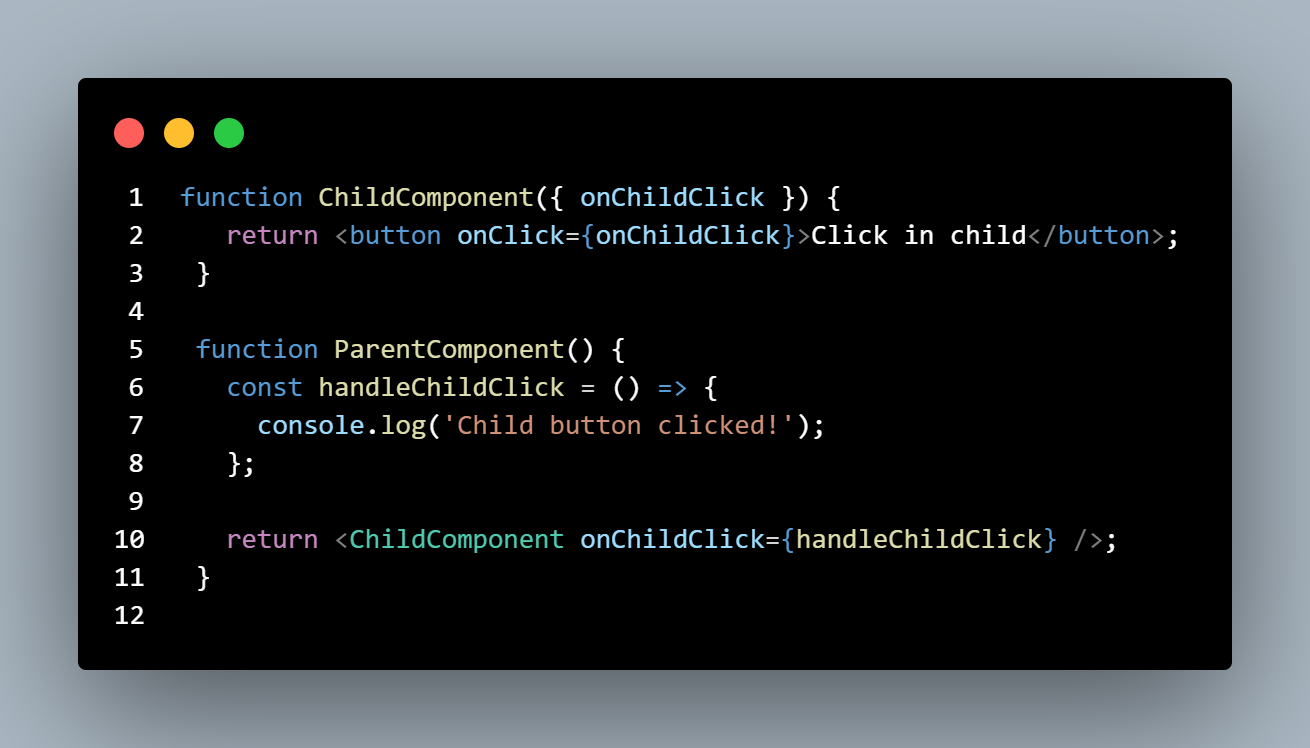 1 function ChildComponent({ onChildClick }) {
2 return <button onClick={onChildClick}>Click in child</button>;
3 }
4
5 function ParentComponent() {
6 const handleChildClick = () => {
7 console.log('Child button clicked!');
8 };
9
10 return <ChildComponent onChildClick={handleChildClick} />;
11 }
12